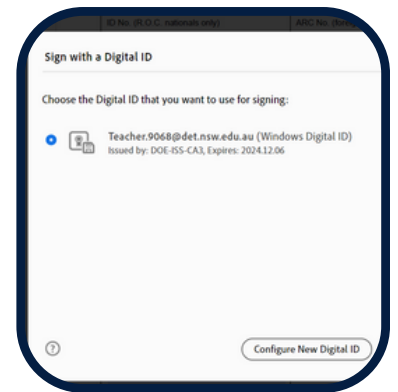 ID No. (R.O.C. nationals only) ARC No. (for
Sign with a Digital ID
Choose the Digital ID that you want to use for signing:
Teacher.9068@det.nsw.edu.au (Windows Digital ID)
Issued by: DOE-ISS-CA3, Expires: 2024.12.06
? Configure New Digital ID